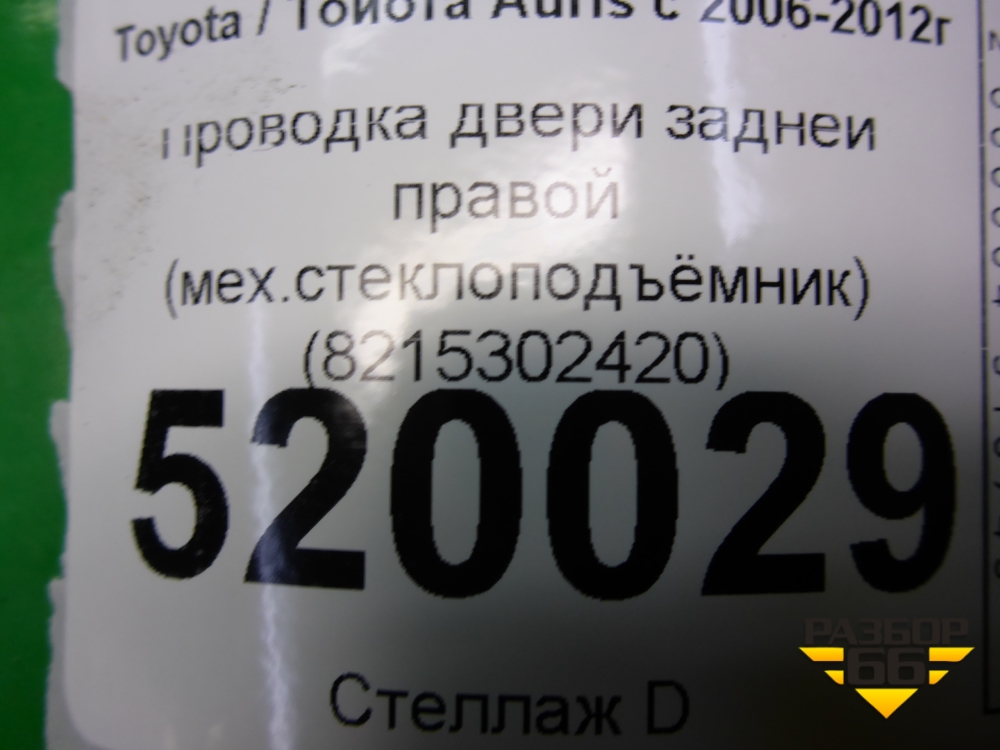 Toyota / Тойота Auris с 2006-2012г
Проводка двери задней
правой
(мех.стеклоподъёмник)
(8215302420)
520029
Стеллаж D
РАЗБОР
66